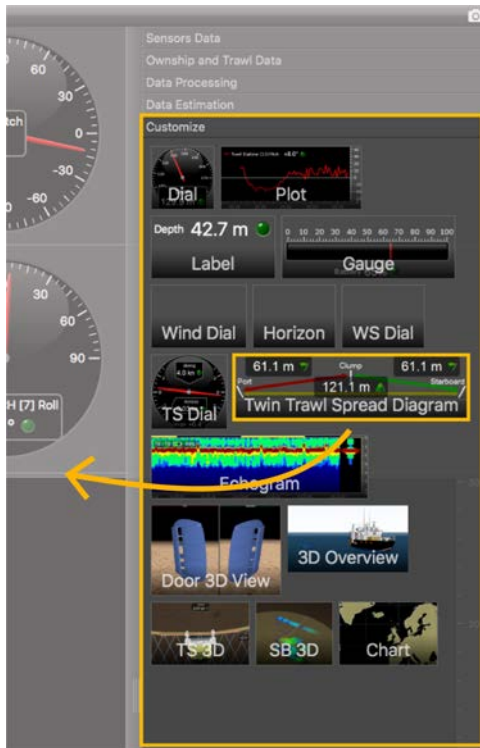 Sensors Data
Ownship and Trawl Data
Data Processing
Data Estimation
Customize
60
30
0
-30
-60
tch
Dial
Plot
Depth 42.7 m
Label
0 10 20 30 40 50 60 70 80 90 100
Gauge
Wind Dial
Horizon
WS Dial
30
60
90
H [7] Roll
°
4.0 kn
TS Dial
61.1 m
Clump
61.1 m
Port
121.1 m
Starboard
Twin Trawl Spread Diagram
Echogram
Door 3D View
3D Overview
TS 3D
SB 3D
Chart